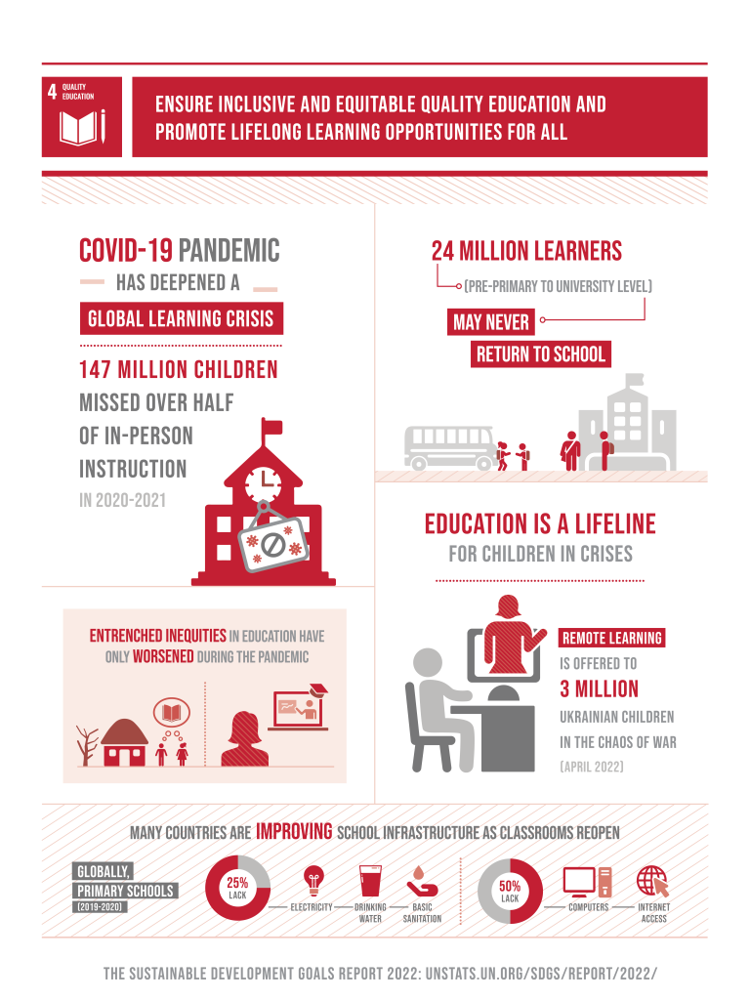 4 QUALITY
EDUCATION
ENSURE INCLUSIVE AND EQUITABLE QUALITY EDUCATION AND
PROMOTE LIFELONG LEARNING OPPORTUNITIES FOR ALL
COVID-19 PANDEMIC
HAS DEEPENED A
GLOBAL LEARNING CRISIS
147 MILLION CHILDREN
MISSED OVER HALF
OF IN-PERSON
INSTRUCTION
IN 2020-2021
24 MILLION LEARNERS
(PRE-PRIMARY TO UNIVERSITY LEVEL)
MAY NEVER
RETURN TO SCHOOL
ENTRENCHED INEQUITIES IN EDUCATION HAVE
ONLY WORSENED DURING THE PANDEMIC
EDUCATION IS A LIFELINE
FOR CHILDREN IN CRISES
REMOTE LEARNING
IS OFFERED TO
3 MILLION
UKRAINIAN CHILDREN
IN THE CHAOS OF WAR
(APRIL 2022)
MANY COUNTRIES ARE IMPROVING SCHOOL INFRASTRUCTURE AS CLASSROOMS REOPEN
GLOBALLY,
PRIMARY SCHOOLS
(2019-2020)
25%
LACK
ELECTRICITY
DRINKING
WATER
BASIC
SANITATION
50%
LACK
COMPUTERS
INTERNET
ACCESS
THE SUSTAINABLE DEVELOPMENT GOALS REPORT 2022: UNSTATS.UN.ORG/SDGS/REPORT/2022/